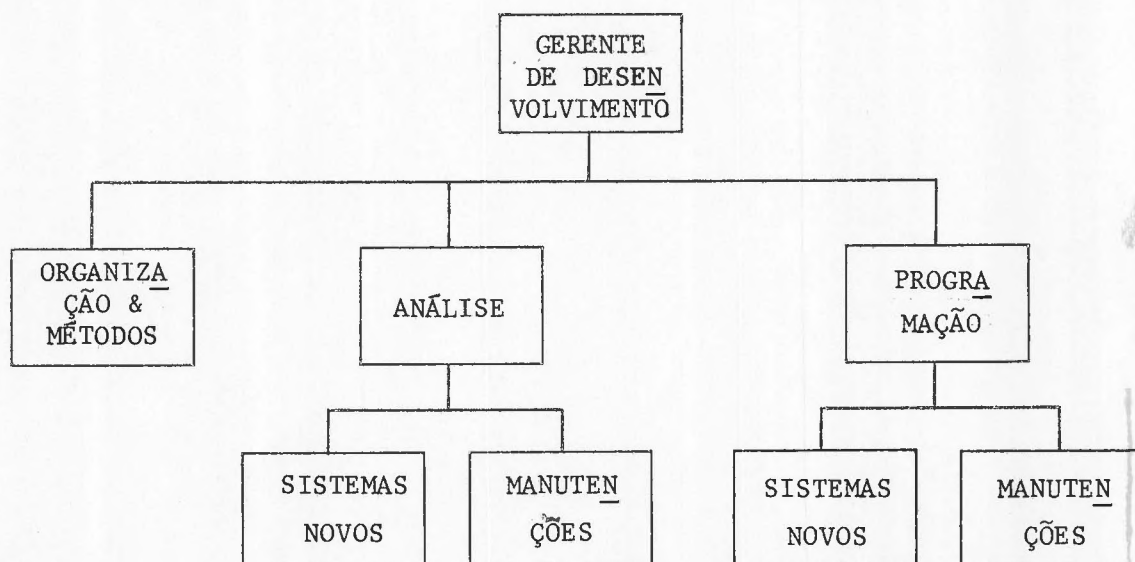 GERENTE
DE DESEN
VOLVIMENTO
ORGANIZA
ÇÃO &
MÉTODOS
ANÁLISE
PROGRA
MAÇÃO
SISTEMAS
NOVOS
MANUTEN
ÇÕES
SISTEMAS
NOVOS
MANUTEN
ÇÕES